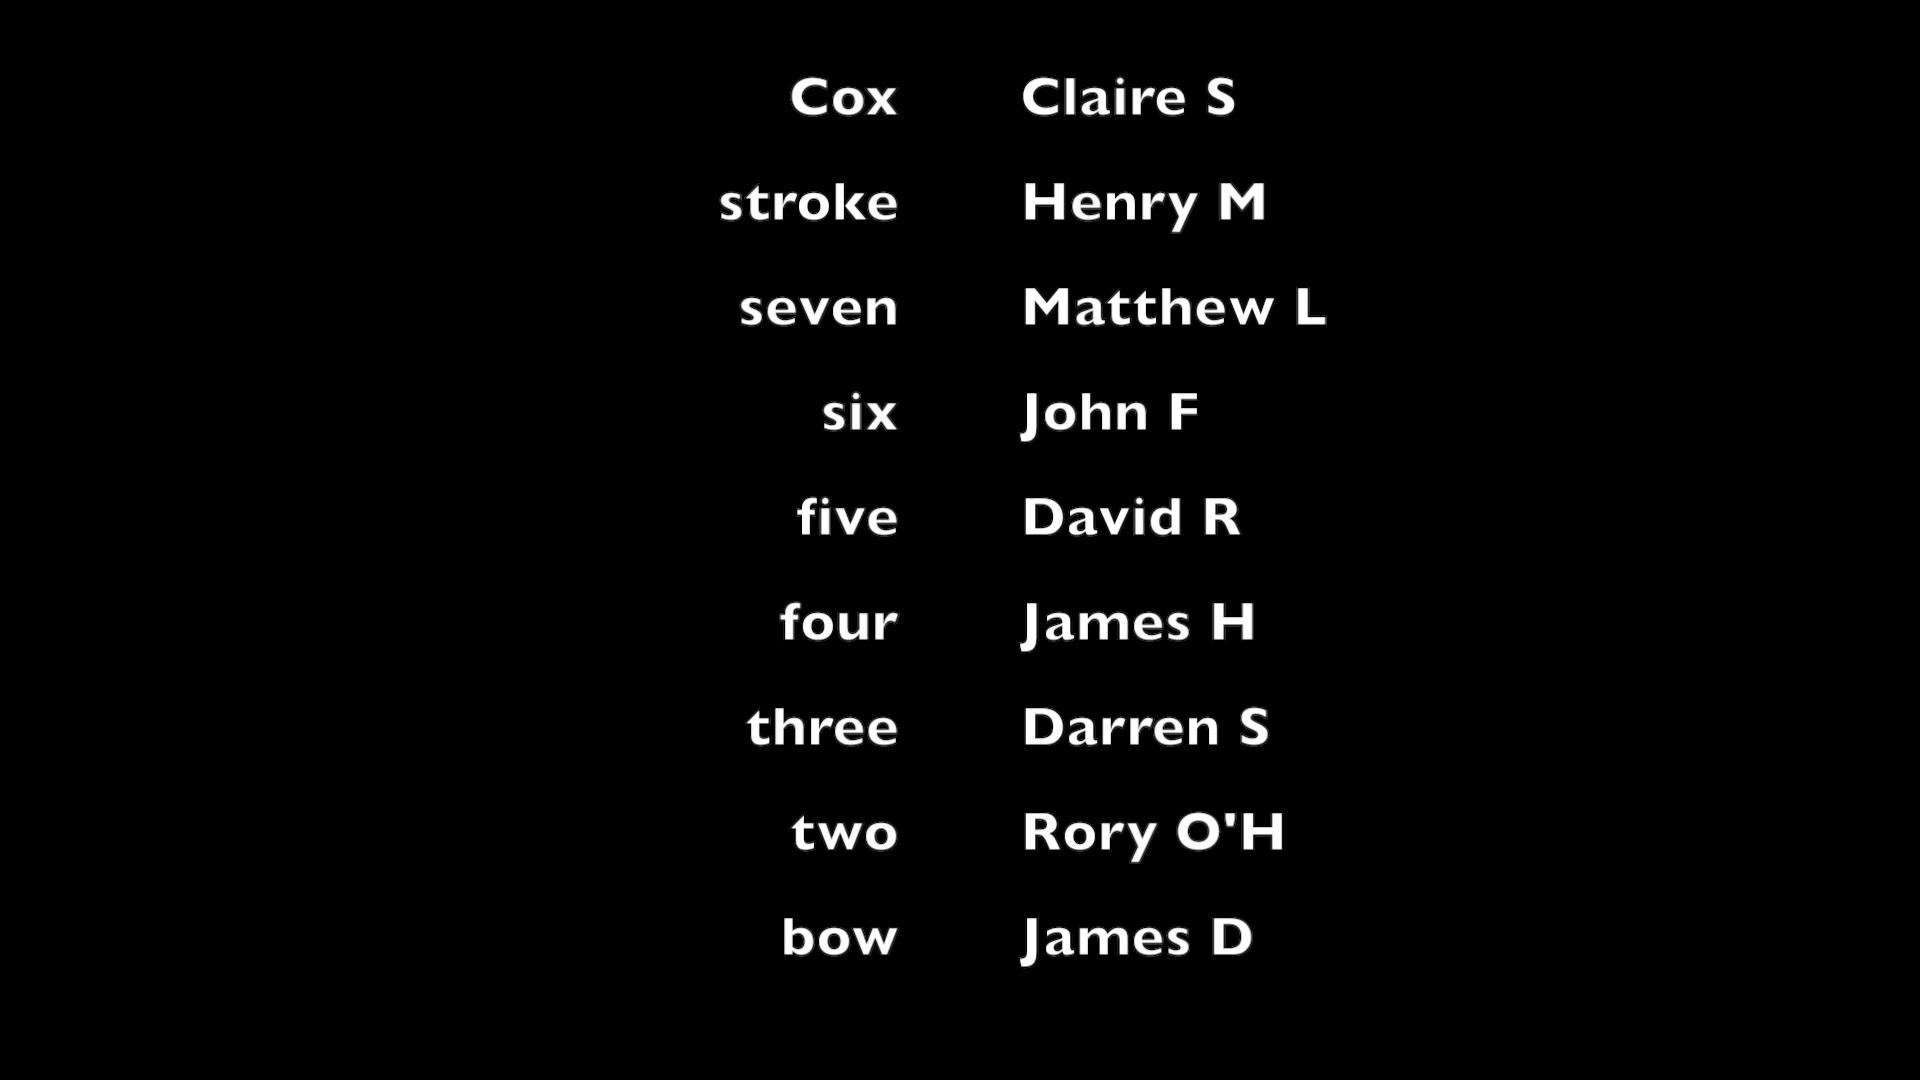 Cox Claire S
stroke Henry M
seven Matthew L
six John F
five David R
four James H
three Darren S
two Rory O'H
bow James D